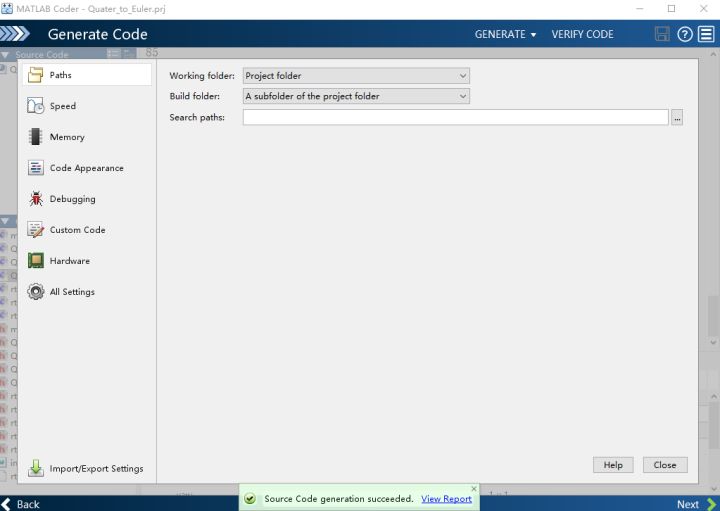 MATLAB Coder - Quater_to_Euler.prj
Generate Code
GENERATE
VERIFY CODE
Source Code
85
Paths
Working folder: Project folder
Speed
Build folder: A subfolder of the project folder
Search paths:
...
Memory
Code Appearance
Debugging
Custom Code
Hardware
All Settings
Import/Export Settings
Help
Close
Source Code generation succeeded. View Report
Back
Next